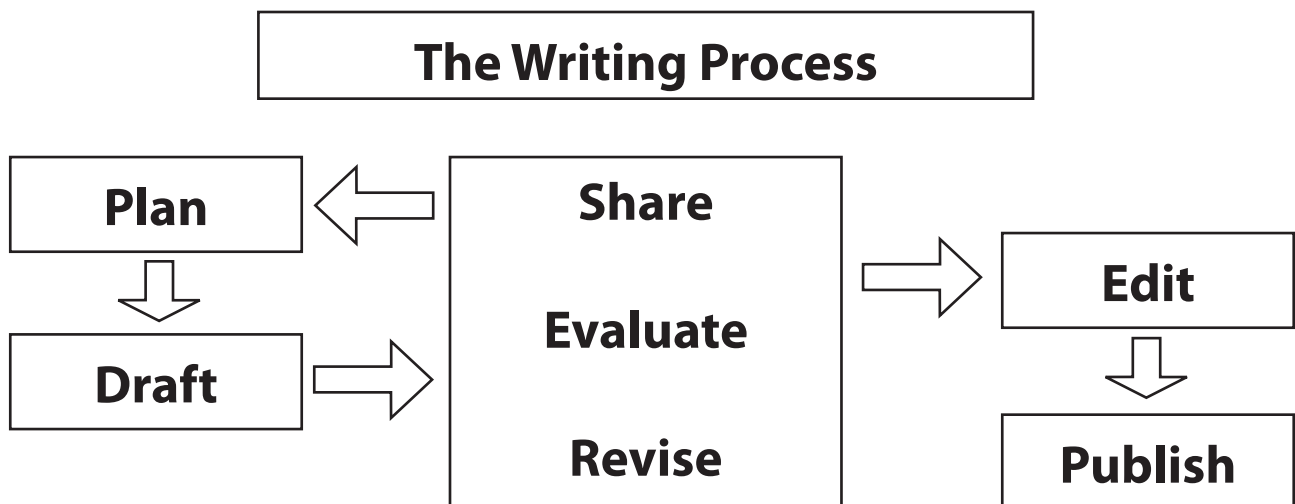 The Writing Process
Plan
Draft
Share
Evaluate
Revise
Edit
Publish